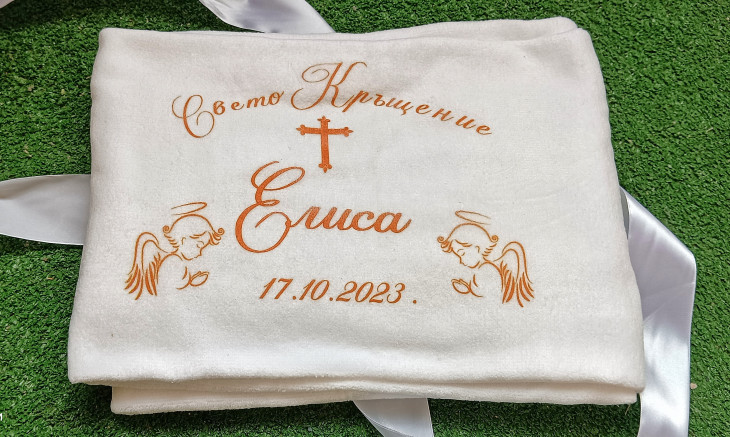 Свето Кръщение
Елиса
17.10.2023.